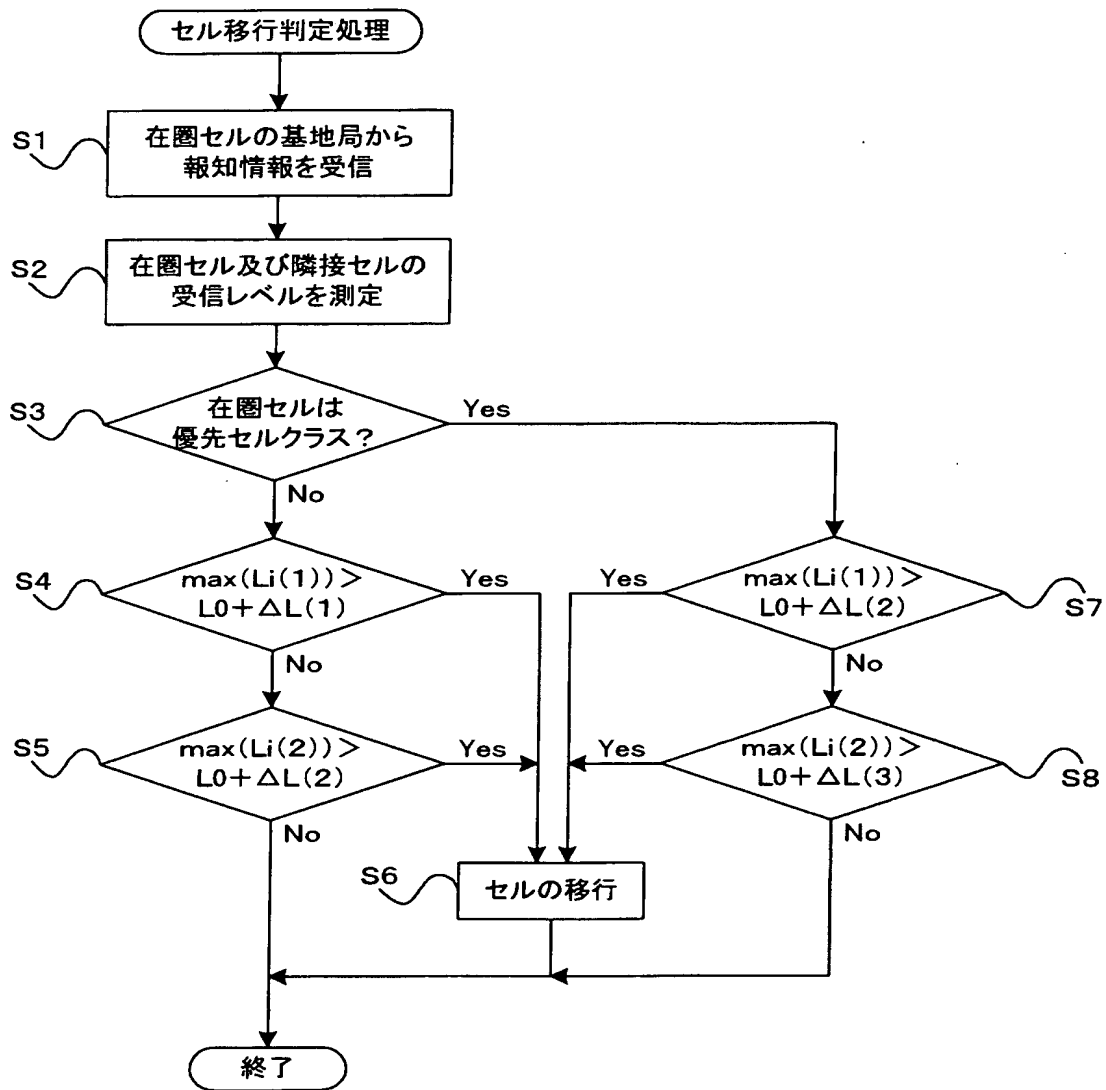 セル移行判定処理
S1
在圏セルの基地局から
報知情報を受信
S2
在圏セル及び隣接セルの
受信レベルを測定
S3
在圏セルは
優先セルクラス?
Yes
No
S4
max(Li(1))>
L0+△L(1)
Yes
No
Yes
max(Li(1))>
L0+△L(2)
S7
No
S5
max(Li(2))>
L0+△L(2)
Yes
No
Yes
max(Li(2))>
L0+△L(3)
S8
No
S6
セルの移行
終了